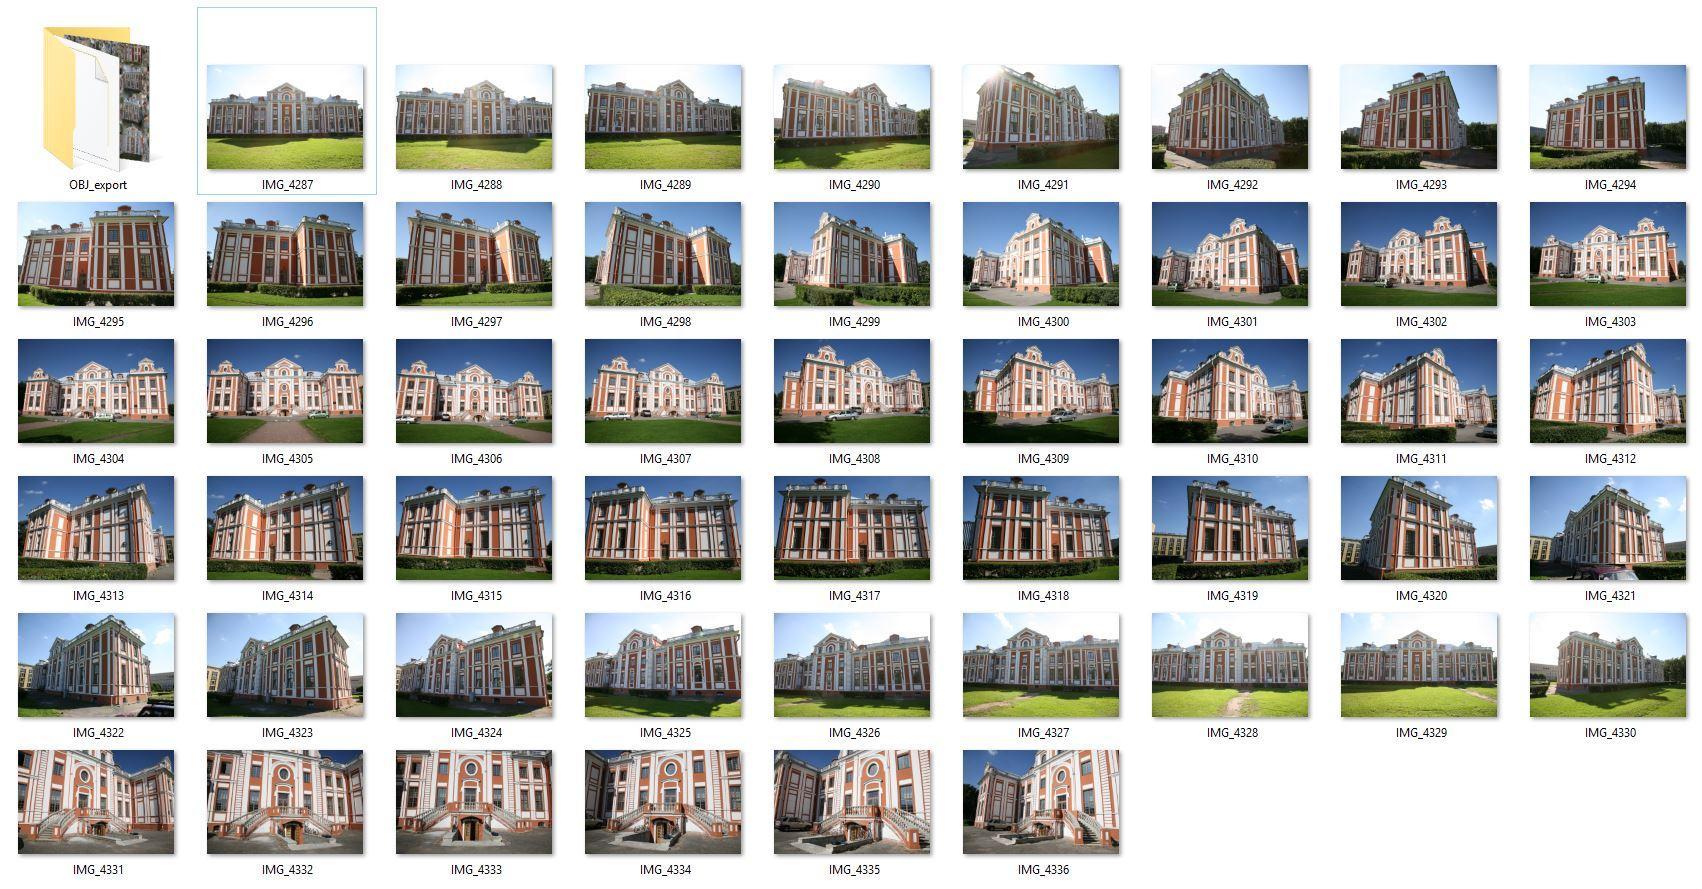 OBJ_export IMG_4287 IMG_4288 IMG_4289 IMG_4290 IMG_4291 IMG_4292 IMG_4293 IMG_4294
IMG_4295 IMG_4296 IMG_4297 IMG_4298 IMG_4299 IMG_4300 IMG_4301 IMG_4302 IMG_4303
IMG_4304 IMG_4305 IMG_4306 IMG_4307 IMG_4308 IMG_4309 IMG_4310 IMG_4311 IMG_4312
IMG_4313 IMG_4314 IMG_4315 IMG_4316 IMG_4317 IMG_4318 IMG_4319 IMG_4320 IMG_4321
IMG_4322 IMG_4323 IMG_4324 IMG_4325 IMG_4326 IMG_4327 IMG_4328 IMG_4329 IMG_4330
IMG_4331 IMG_4332 IMG_4333 IMG_4334 IMG_4335 IMG_4336